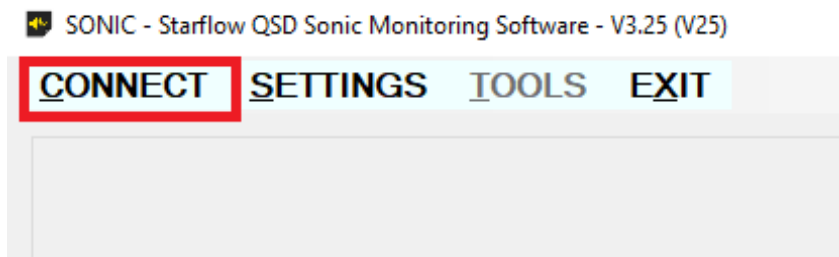 SONIC - Starflow QSD Sonic Monitoring Software - V3.25 (V25)
CONNECT SETTINGS TOOLS EXIT